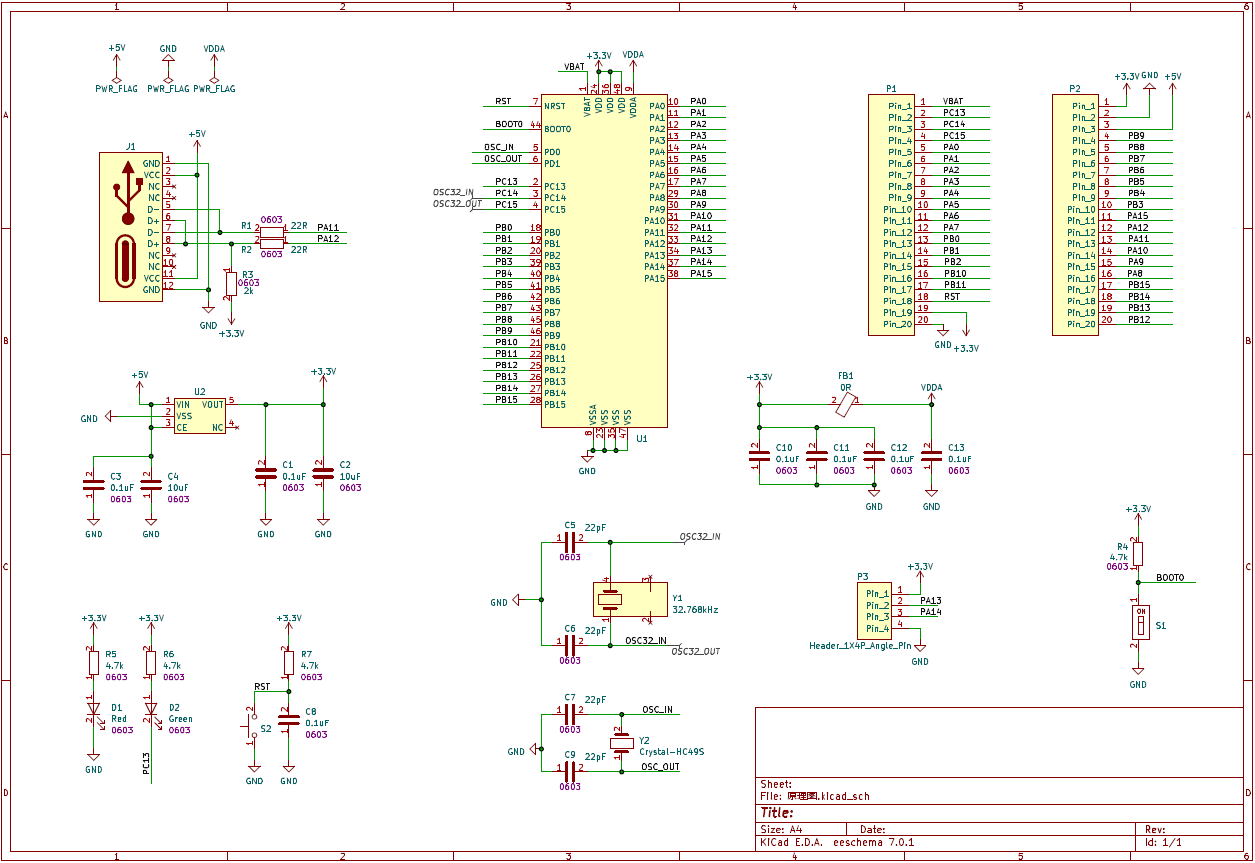 1 2 3 4 5 6
A
B
C
D
+5V GND VDDA
PWR_FLAG PWR_FLAG PWR_FLAG
J1
+5V
GND 1
VCC 2
NC 3
NC 4
D- 5
D+ 6
D- 7
D+ 8
NC 9
NC 10
VCC 11
GND 12
R1 0603 22R PA11
R2 0603 22R PA12
R3
0603
2k
1
2
GND
+3.3V
+5V
U2
+3.3V
1 VIN VOUT 5
GND 2 VSS
3 CE NC 4
C3
0.1uF
0603
C4
10uF
0603
C1
0.1uF
0603
C2
10uF
0603
GND GND GND GND
+3.3V +3.3V +3.3V
R5
4.7k
0603
R6
4.7k
0603
R7
4.7k
0603
D1
Red
0603
D2
Green
0603
PC13
RST
S2
C8
0.1uF
0603
GND GND GND
VBAT +3.3V VDDA
1 24 36 48 9
VBAT VDD VDD VDD VDDA
RST 7 NRST
BOOT0 44 BOOT0
OSC_IN 5 PD0
OSC_OUT 6 PD1
PC13 2 PC13
OSC32_IN PC14 3 PC14
OSC32_OUT PC15 4 PC15
PB0 18 PB0
PB1 19 PB1
PB2 20 PB2
PB3 39 PB3
PB4 40 PB4
PB5 41 PB5
PB6 42 PB6
PB7 43 PB7
PB8 45 PB8
PB9 46 PB9
PB10 21 PB10
PB11 22 PB11
PB12 25 PB12
PB13 26 PB13
PB14 27 PB14
PB15 28 PB15
PA0 10 PA0
PA1 11 PA1
PA2 12 PA2
PA3 13 PA3
PA4 14 PA4
PA5 15 PA5
PA6 16 PA6
PA7 17 PA7
PA8 29 PA8
PA9 30 PA9
PA10 31 PA10
PA11 32 PA11
PA12 33 PA12
PA13 34 PA13
PA14 37 PA14
PA15 38 PA15
VSSA VSS VSS VSS
8 23 35 47
U1
GND
C5 22pF
1 2
0603
OSC32_IN
GND
4 3
Y1
32.768kHz
1 2
C6 22pF
1 2
0603
OSC32_IN
OSC32_OUT
C7 22pF
1 2
0603
OSC_IN
GND
Y2
Crystal-HC49S
C9 22pF
1 2
0603
OSC_OUT
P1
Pin_1 1 VBAT
Pin_2 2 PC13
Pin_3 3 PC14
Pin_4 4 PC15
Pin_5 5 PA0
Pin_6 6 PA1
Pin_7 7 PA2
Pin_8 8 PA3
Pin_9 9 PA4
Pin_10 10 PA5
Pin_11 11 PA6
Pin_12 12 PA7
Pin_13 13 PB0
Pin_14 14 PB1
Pin_15 15 PB2
Pin_16 16 PB10
Pin_17 17 PB11
Pin_18 18 RST
Pin_19 19
Pin_20 20
GND +3.3V
P2 +3.3V GND +5V
Pin_1 1
Pin_2 2
Pin_3 3
Pin_4 4 PB9
Pin_5 5 PB8
Pin_6 6 PB7
Pin_7 7 PB6
Pin_8 8 PB5
Pin_9 9 PB4
Pin_10 10 PB3
Pin_11 11 PA15
Pin_12 12 PA12
Pin_13 13 PA11
Pin_14 14 PA10
Pin_15 15 PA9
Pin_16 16 PA8
Pin_17 17 PB15
Pin_18 18 PB14
Pin_19 19 PB13
Pin_20 20 PB12
+3.3V FB1 VDDA
0R
2 1
C10
0.1uF
0603
C11
0.1uF
0603
C12
0.1uF
0603
C13
0.1uF
0603
GND GND
P3 +3.3V
Pin_1 1
Pin_2 2 PA13
Pin_3 3 PA14
Pin_4 4
Header_1X4P_Angle_Pin
GND
+3.3V
R4
4.7k
0603
BOOT0
ON
S1
GND
Sheet:
File: 原理图.kicad_sch
Title:
Size: A4 Date: Rev:
KiCad E.D.A. eeschema 7.0.1 Id: 1/1
1 2 3 4 5 6